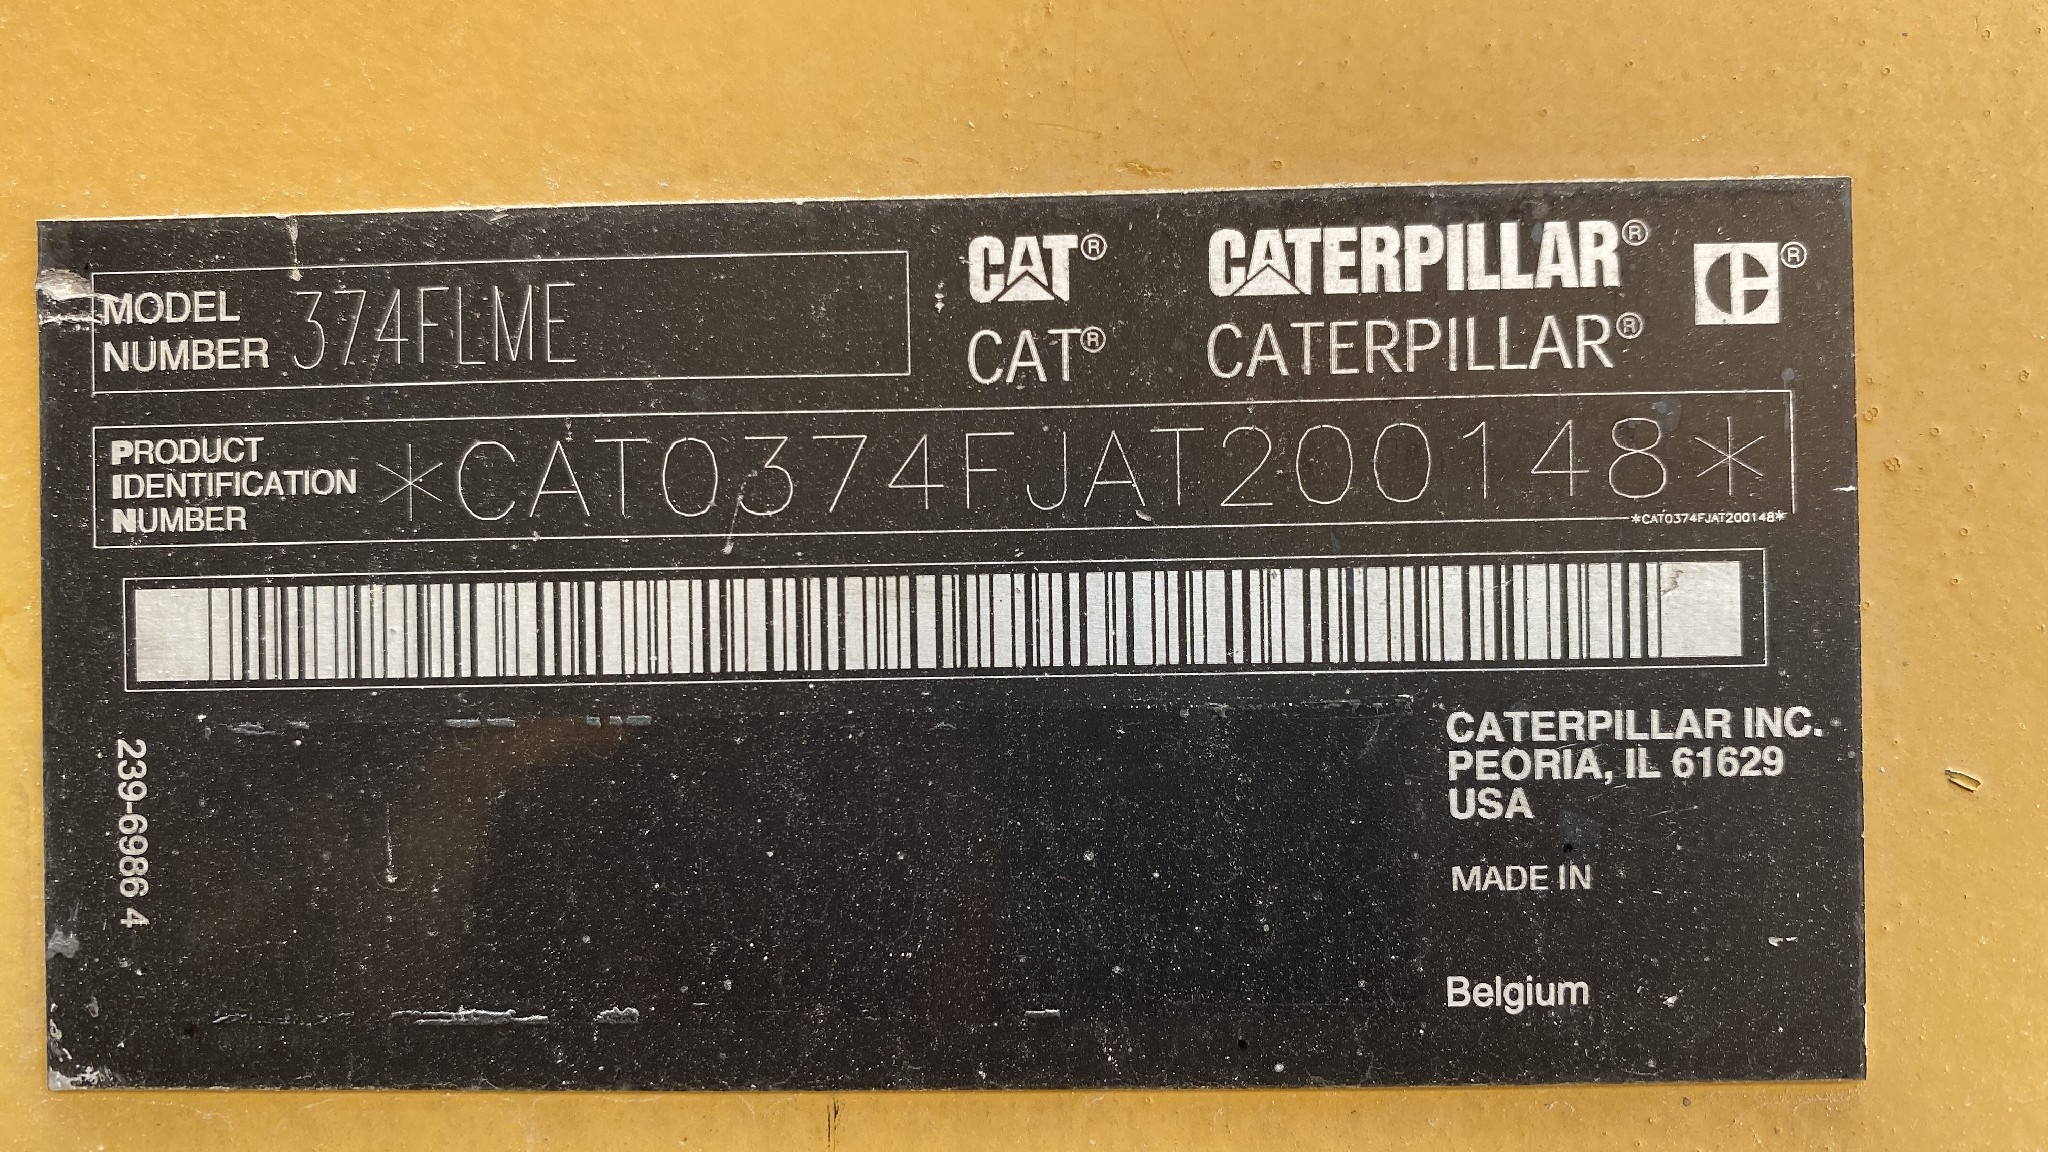 MODEL
NUMBER 374FLME
CAT® CATERPILLAR® ®
CAT® CATERPILLAR®
PRODUCT
IDENTIFICATION
NUMBER
*CAT0374FJAT200148*
*CAT0374FJAT200148*
239-6986 4
CATERPILLAR INC.
PEORIA, IL 61629
USA
MADE IN
Belgium